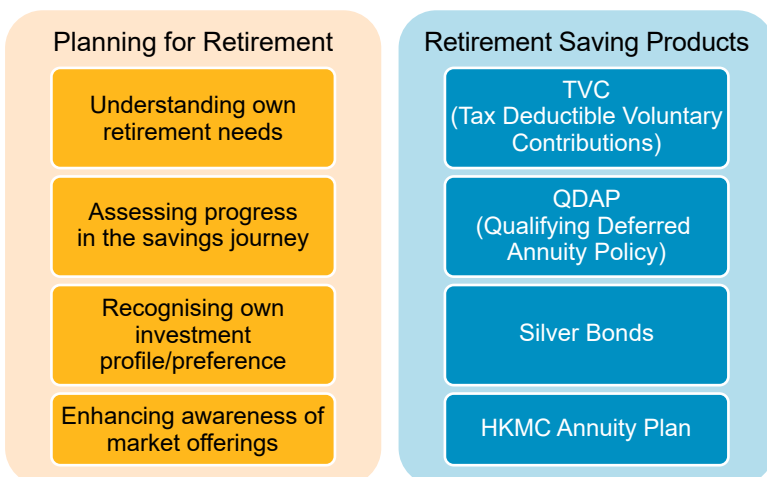 Planning for Retirement
Understanding own
retirement needs
Assessing progress
in the savings journey
Recognising own
investment
profile/preference
Enhancing awareness of
market offerings
Retirement Saving Products
TVC
(Tax Deductible Voluntary
Contributions)
QDAP
(Qualifying Deferred
Annuity Policy)
Silver Bonds
HKMC Annuity Plan